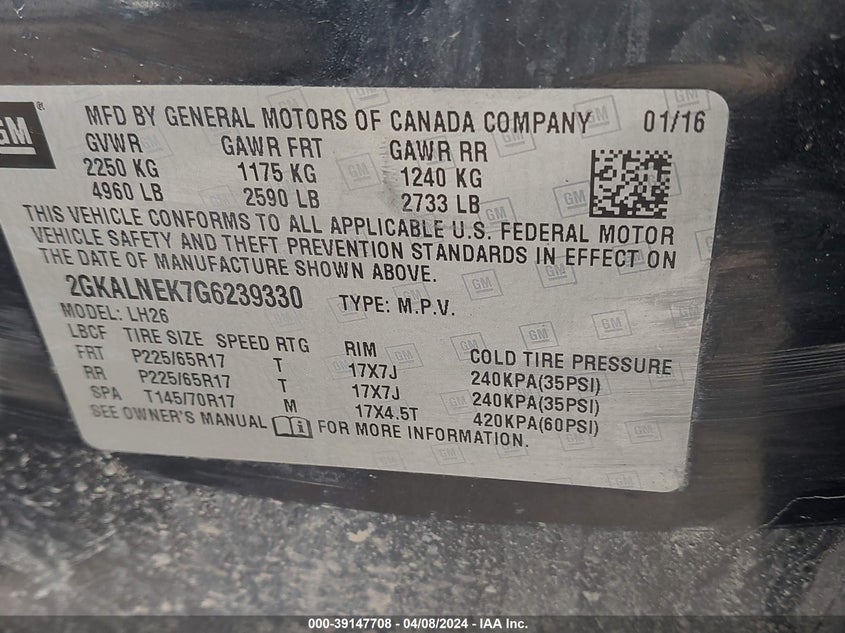 GM®
MFD BY GENERAL MOTORS OF CANADA COMPANY 01/16
GVWR GAWR FRT GAWR RR
2250 KG 1175 KG 1240 KG
4960 LB 2590 LB 2733 LB
THIS VEHICLE CONFORMS TO ALL APPLICABLE U.S. FEDERAL MOTOR
VEHICLE SAFETY AND THEFT PREVENTION STANDARDS IN EFFECT ON
THE DATE OF MANUFACTURE SHOWN ABOVE.
2GKALNEK7G6239330 TYPE: M.P.V.
MODEL: LH26
LBCF TIRE SIZE SPEED RTG RIM COLD TIRE PRESSURE
FRT P225/65R17 T 17X7J 240KPA(35PSI)
RR P225/65R17 T 17X7J 240KPA(35PSI)
SPA T145/70R17 M 17X4.5T 420KPA(60PSI)
SEE OWNER'S MANUAL FOR MORE INFORMATION.
000-39147708 - 04/08/2024 - IAA Inc.